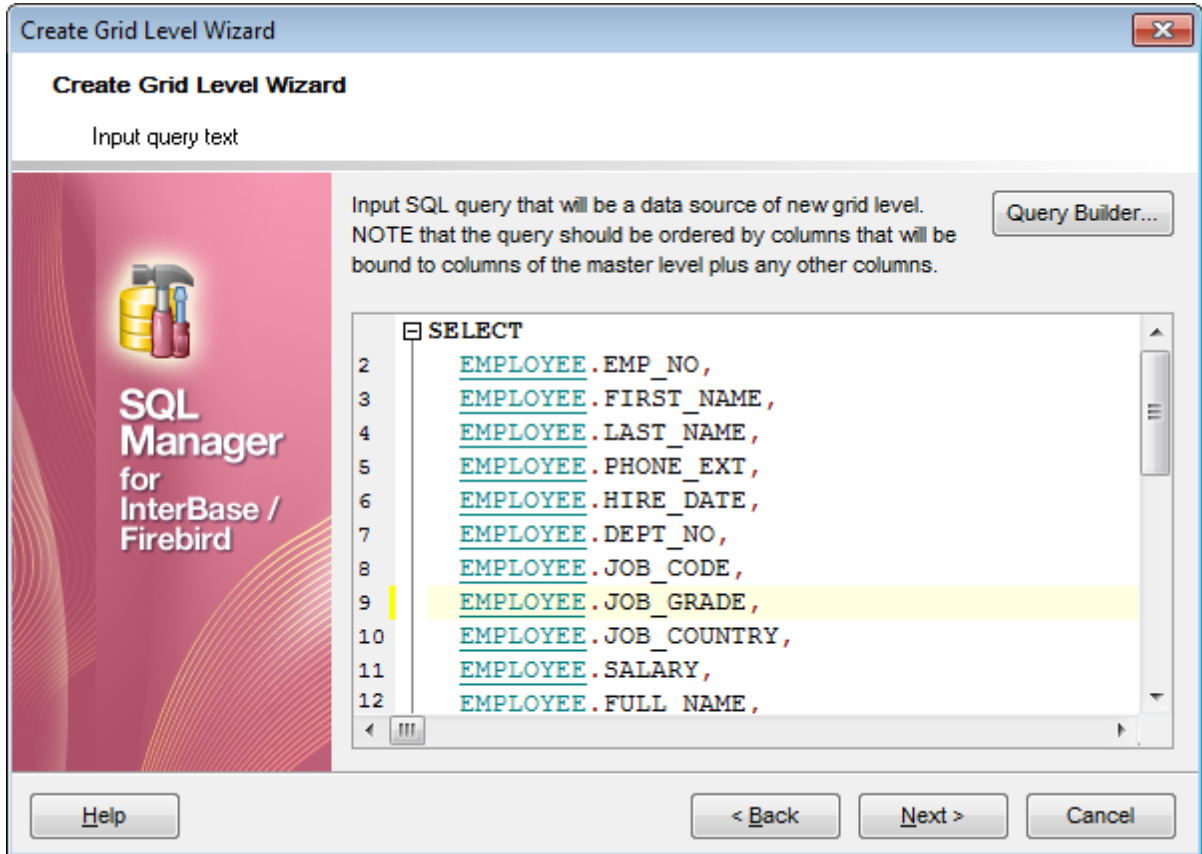 Create Grid Level Wizard
Create Grid Level Wizard
Input query text
Input SQL query that will be a data source of new grid level.
NOTE that the query should be ordered by columns that will be
bound to columns of the master level plus any other columns.
Query Builder...
SQL
Manager
for
InterBase /
Firebird
SELECT
2 EMPLOYEE.EMP_NO,
3 EMPLOYEE.FIRST_NAME,
4 EMPLOYEE.LAST_NAME,
5 EMPLOYEE.PHONE_EXT,
6 EMPLOYEE.HIRE_DATE,
7 EMPLOYEE.DEPT_NO,
8 EMPLOYEE.JOB_CODE,
9 EMPLOYEE.JOB_GRADE,
10 EMPLOYEE.JOB_COUNTRY,
11 EMPLOYEE.SALARY,
12 EMPLOYEE.FULL_NAME,
Help
< Back
Next >
Cancel